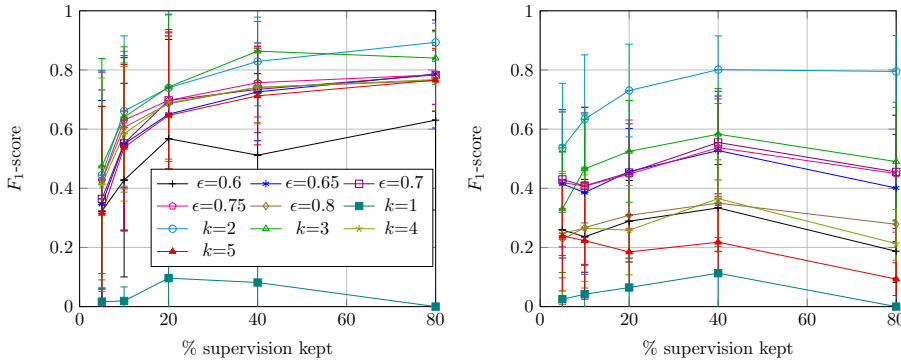 1
0.8
0.6
0.4
0.2
0
F₁-score
ϵ=0.6 ϵ=0.65 ϵ=0.7
ϵ=0.75 ϵ=0.8 k=1
k=2 k=3 k=4
k=5
0 20 40 60 80
% supervision kept
1
0.8
0.6
0.4
0.2
0
F₁-score
0 20 40 60 80
% supervision kept